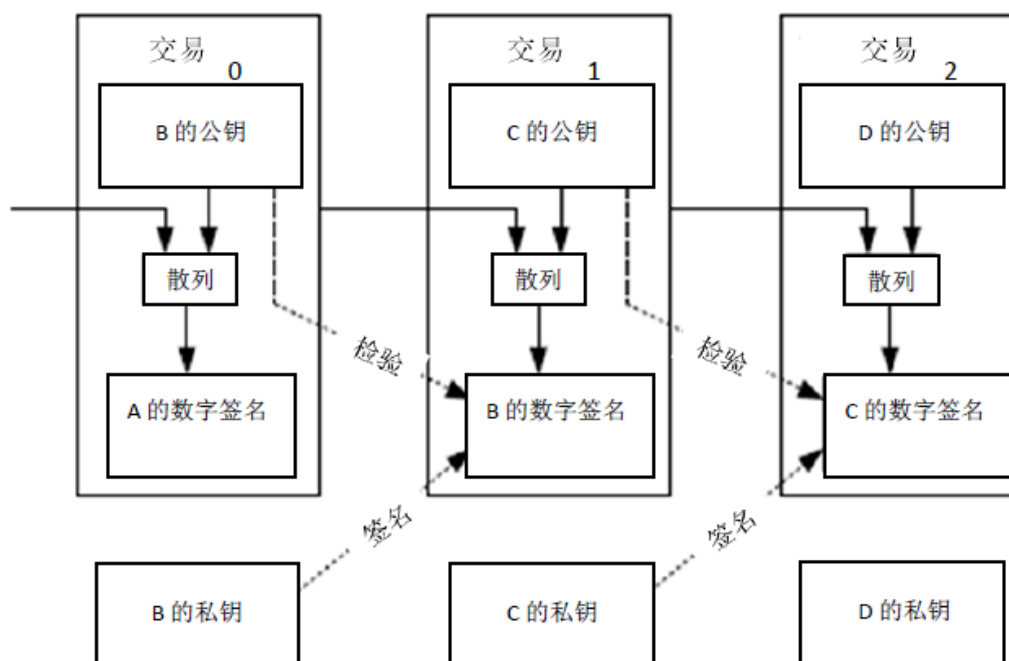 交易 0
交易 1
交易 2
B 的公钥
C 的公钥
D 的公钥
散列
散列
散列
检验
检验
A 的数字签名
B 的数字签名
C 的数字签名
签名
签名
B 的私钥
C 的私钥
D 的私钥